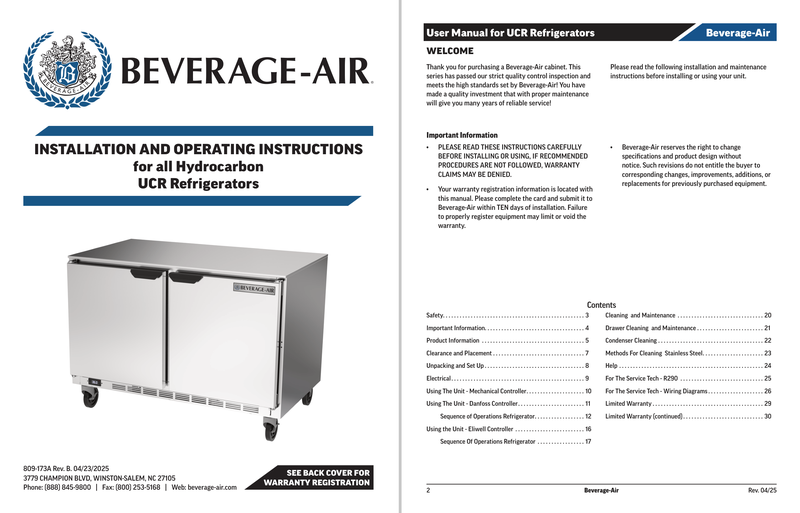 BEVERAGE-AIR
INSTALLATION AND OPERATING INSTRUCTIONS
for all Hydrocarbon
UCR Refrigerators
BEVERAGE-AIR
809-173A Rev. B. 04/23/2025
3779 CHAMPION BLVD, WINSTON-SALEM, NC 27105
Phone: (888) 845-9800 | Fax: (800) 253-5168 | Web: beverage-air.com
SEE BACK COVER FOR
WARRANTY REGISTRATION
User Manual for UCR Refrigerators
Beverage-Air
WELCOME
Thank you for purchasing a Beverage-Air cabinet. This
series has passed our strict quality control inspection and
meets the high standards set by Beverage-Air! You have
made a quality investment that with proper maintenance
will give you many years of reliable service!
Please read the following installation and maintenance
instructions before installing or using your unit.
Important Information
• PLEASE READ THESE INSTRUCTIONS CAREFULLY
BEFORE INSTALLING OR USING, IF RECOMMENDED
PROCEDURES ARE NOT FOLLOWED, WARRANTY
CLAIMS MAY BE DENIED.
• Your warranty registration information is located with
this manual. Please complete the card and submit it to
Beverage-Air within TEN days of installation. Failure
to properly register equipment may limit or void the
warranty.
• Beverage-Air reserves the right to change
specifications and product design without
notice. Such revisions do not entitle the buyer to
corresponding changes, improvements, additions, or
replacements for previously purchased equipment.
Contents
Safety. . . . . 3
Important Information. . . . . 4
Product Information . . . . . 5
Clearance and Placement . . . . . 7
Unpacking and Set Up . . . . . 8
Electrical . . . . . 9
Using The Unit - Mechanical Controller. . . . . 10
Using The Unit - Danfoss Controller. . . . . 11
Sequence of Operations Refrigerator. . . . . 12
Using the Unit - Eliwell Controller . . . . . 16
Sequence Of Operations Refrigerator . . . . . 17
Cleaning and Maintenance . . . . . 20
Drawer Cleaning and Maintenance . . . . . 21
Condenser Cleaning . . . . . 22
Methods For Cleaning Stainless Steel. . . . . 23
Help . . . . . 24
For The Service Tech - R290 . . . . . 25
For The Service Tech - Wiring Diagrams . . . . . 26
Limited Warranty . . . . . 29
Limited Warranty (continued) . . . . . 30
2
Beverage-Air
Rev. 04/25